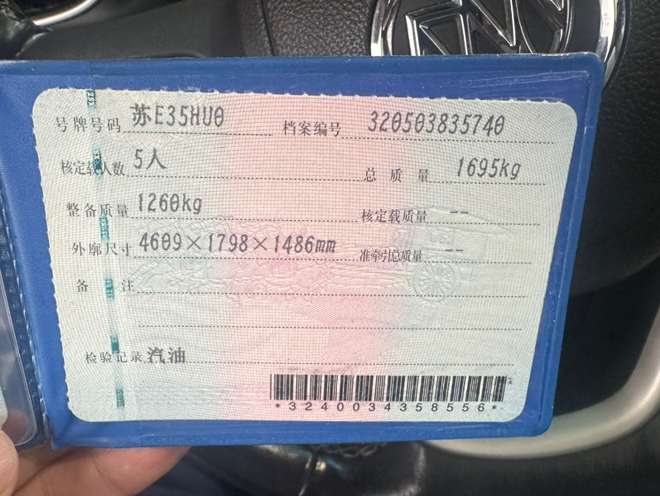 号牌号码 苏E35HU0 档案编号 320503835740
核定载人数 5人 总质量 1695kg
整备质量 1260kg 核定载质量 --
外廓尺寸 4609×1798×1486mm 准牵引总质量 --
备注
检验记录 汽油
*3240034358556*